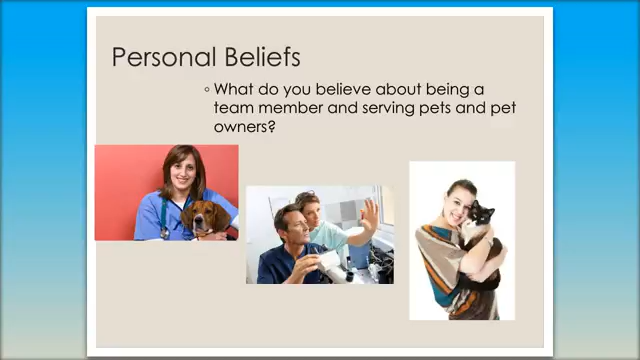 Personal Beliefs
◦ What do you believe about being a
team member and serving pets and pet
owners?